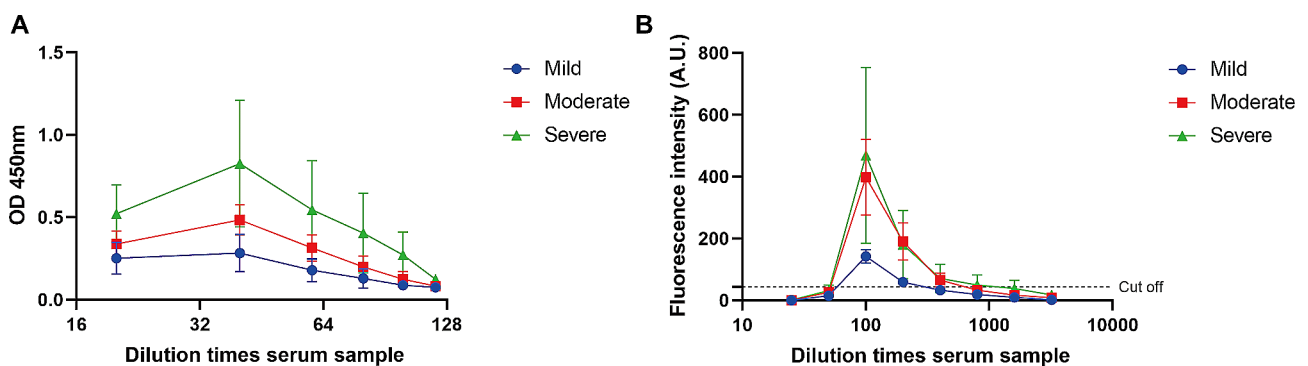 A
OD 450nm
1.5
1.0
0.5
0.0
16 32 64 128
Dilution times serum sample
Mild
Moderate
Severe
B
Fluorescence intensity (A.U.)
800
600
400
200
0
10 100 1000 10000
Dilution times serum sample
Cut off
Mild
Moderate
Severe